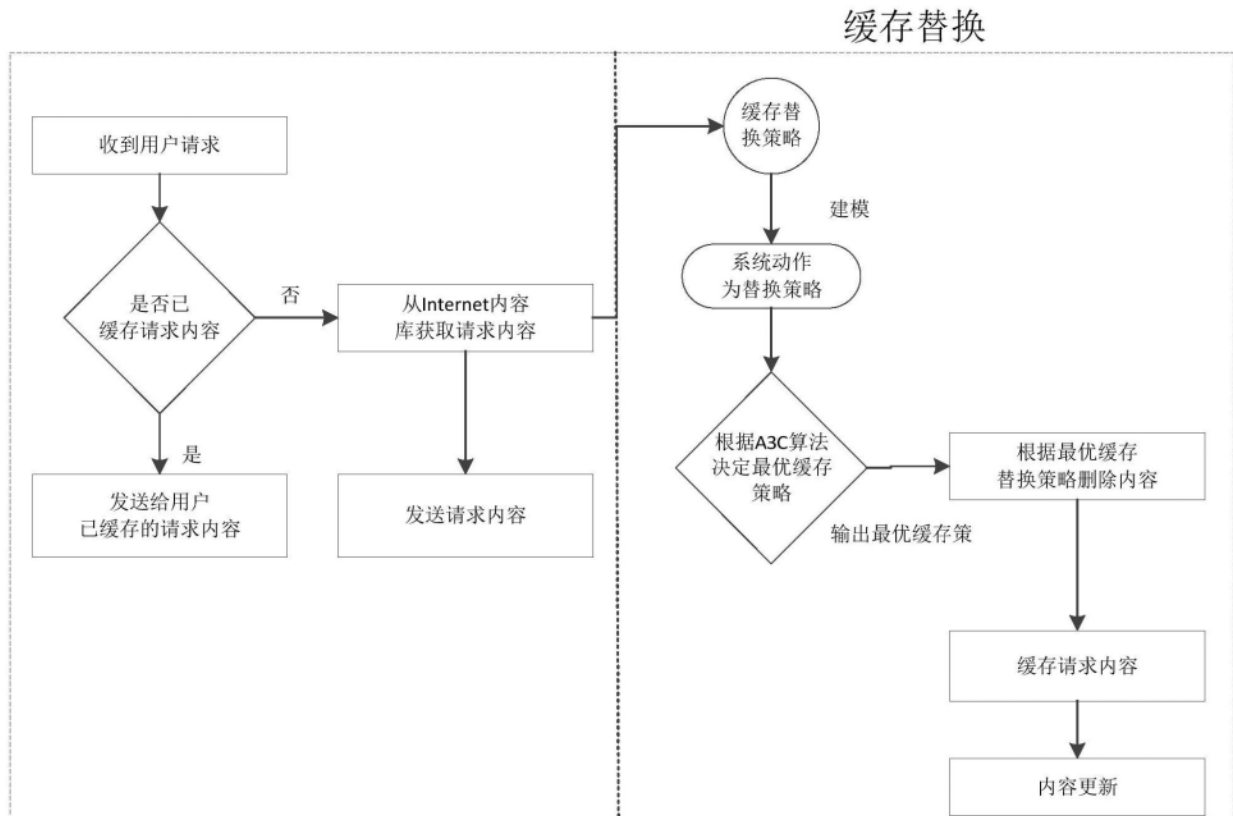 缓存替换
收到用户请求
是否已
缓存请求内容
否
从Internet内容
库获取请求内容
是
发送给用户
已缓存的请求内容
发送请求内容
缓存替
换策略
建模
系统动作
为替换策略
根据A3C算法
决定最优缓存
策略
输出最优缓存策
根据最优缓存
替换策略删除内容
缓存请求内容
内容更新